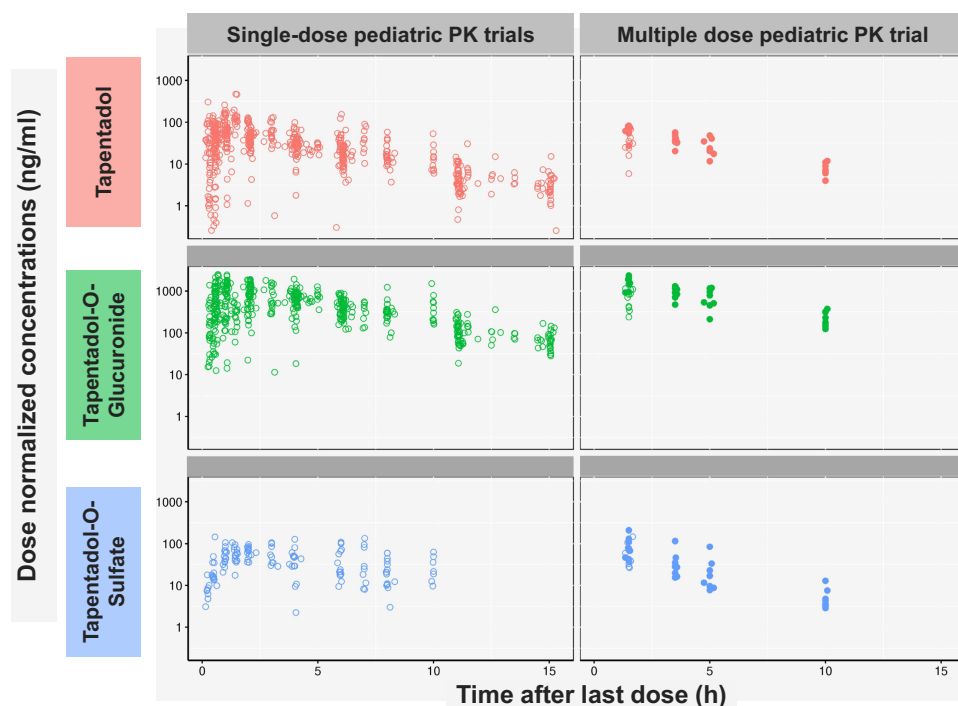 Single-dose pediatric PK trials
Multiple dose pediatric PK trial
Dose normalized concentrations (ng/ml)
Tapentadol
1000
100
10
1
Tapentadol-O-
Glucuronide
1000
100
10
1
Tapentadol-O-
Sulfate
1000
100
10
1
0 5 10 15 0 5 10 15
Time after last dose (h)